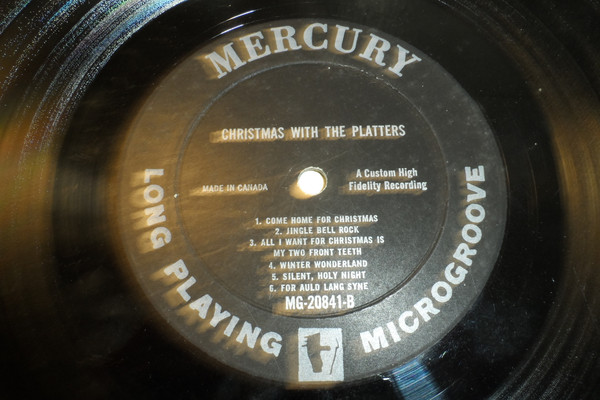 MERCURY
CHRISTMAS WITH THE PLATTERS
MADE IN CANADA
A Custom High
Fidelity Recording
1. COME HOME FOR CHRISTMAS
2. JINGLE BELL ROCK
3. ALL I WANT FOR CHRISTMAS IS
MY TWO FRONT TEETH
4. WINTER WONDERLAND
5. SILENT, HOLY NIGHT
6. FOR AULD LANG SYNE
MG-20841-B
LONG PLAYING
MICROGROOVE